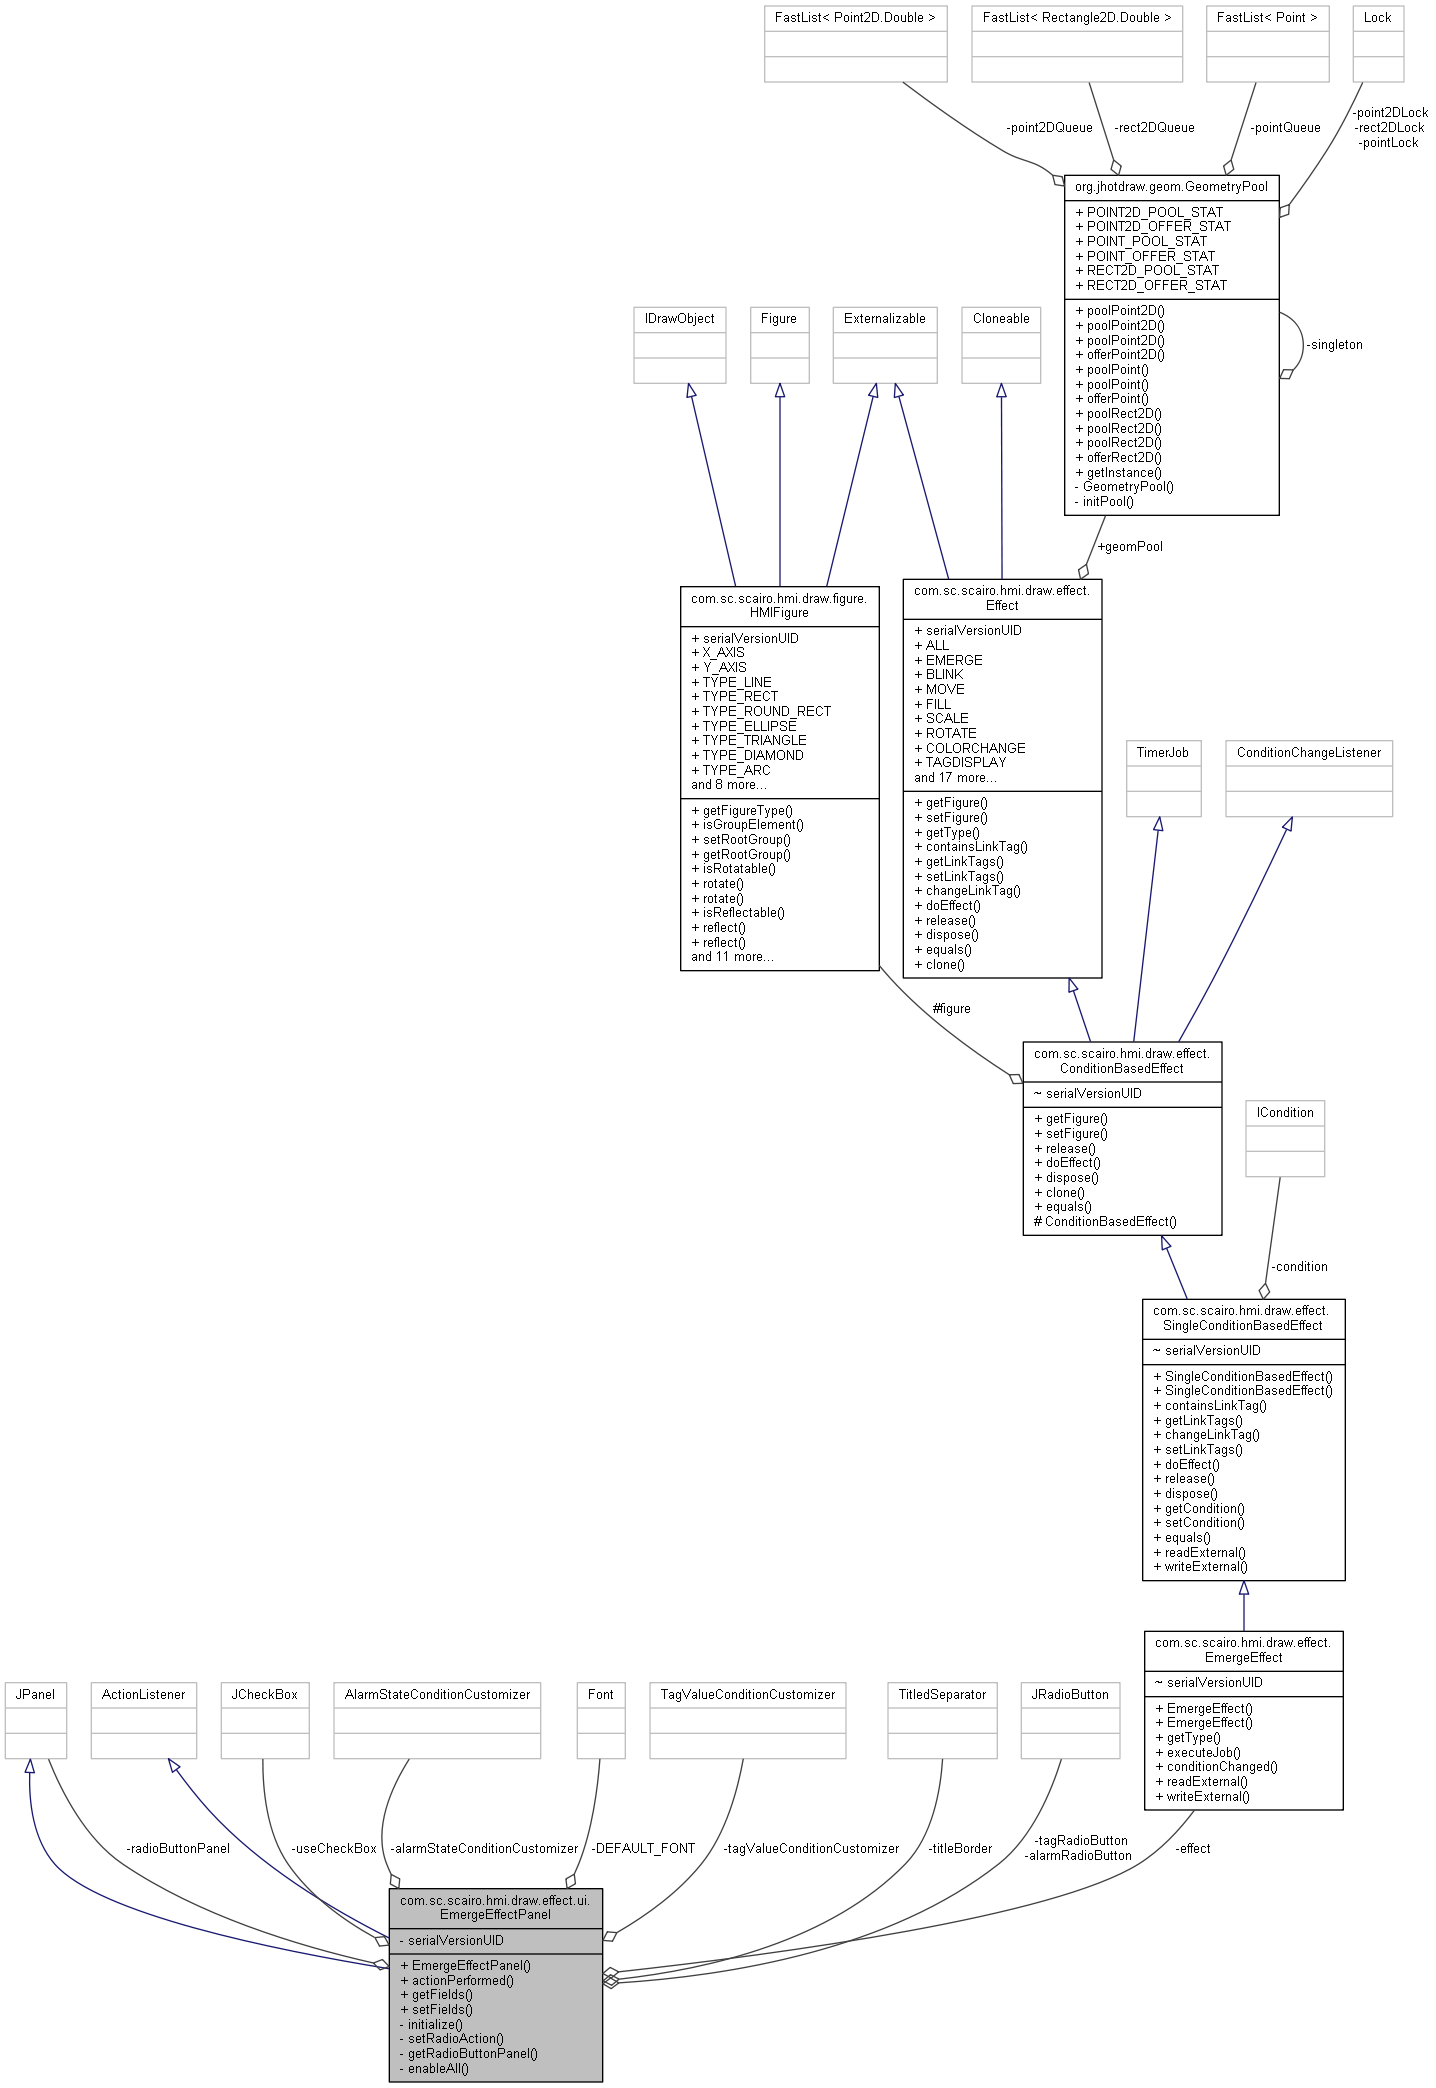 FastList< Point2D.Double >
FastList< Rectangle2D.Double >
FastList< Point >
Lock
-point2DQueue
-rect2DQueue
-pointQueue
-point2DLock
-rect2DLock
-pointLock
org.jhotdraw.geom.GeometryPool
+ POINT2D_POOL_STAT
+ POINT2D_OFFER_STAT
+ POINT_POOL_STAT
+ POINT_OFFER_STAT
+ RECT2D_POOL_STAT
+ RECT2D_OFFER_STAT
+ poolPoint2D()
+ poolPoint2D()
+ poolPoint2D()
+ offerPoint2D()
+ poolPoint()
+ poolPoint()
+ offerPoint()
+ poolRect2D()
+ poolRect2D()
+ poolRect2D()
+ offerRect2D()
+ getInstance()
- GeometryPool()
- initPool()
-singleton
IDrawObject
Figure
Externalizable
Cloneable
+geomPool
com.sc.scairo.hmi.draw.figure.
HMIFigure
+ serialVersionUID
+ X_AXIS
+ Y_AXIS
+ TYPE_LINE
+ TYPE_RECT
+ TYPE_ROUND_RECT
+ TYPE_ELLIPSE
+ TYPE_TRIANGLE
+ TYPE_DIAMOND
+ TYPE_ARC
and 8 more...
+ getFigureType()
+ isGroupElement()
+ setRootGroup()
+ getRootGroup()
+ isRotatable()
+ rotate()
+ rotate()
+ isReflectable()
+ reflect()
+ reflect()
and 11 more...
com.sc.scairo.hmi.draw.effect.
Effect
+ serialVersionUID
+ ALL
+ EMERGE
+ BLINK
+ MOVE
+ FILL
+ SCALE
+ ROTATE
+ COLORCHANGE
+ TAGDISPLAY
and 17 more...
+ getFigure()
+ setFigure()
+ getType()
+ containsLinkTag()
+ getLinkTags()
+ setLinkTags()
+ changeLinkTag()
+ doEffect()
+ release()
+ dispose()
+ equals()
+ clone()
TimerJob
ConditionChangeListener
#figure
com.sc.scairo.hmi.draw.effect.
ConditionBasedEffect
~ serialVersionUID
+ getFigure()
+ setFigure()
+ release()
+ doEffect()
+ dispose()
+ clone()
+ equals()
# ConditionBasedEffect()
ICondition
-condition
com.sc.scairo.hmi.draw.effect.
SingleConditionBasedEffect
~ serialVersionUID
+ SingleConditionBasedEffect()
+ SingleConditionBasedEffect()
+ containsLinkTag()
+ getLinkTags()
+ changeLinkTag()
+ setLinkTags()
+ doEffect()
+ release()
+ dispose()
+ getCondition()
+ setCondition()
+ equals()
+ readExternal()
+ writeExternal()
com.sc.scairo.hmi.draw.effect.
EmergeEffect
~ serialVersionUID
+ EmergeEffect()
+ EmergeEffect()
+ getType()
+ executeJob()
+ conditionChanged()
+ readExternal()
+ writeExternal()
JPanel
ActionListener
JCheckBox
AlarmStateConditionCustomizer
Font
TagValueConditionCustomizer
TitledSeparator
JRadioButton
-radioButtonPanel
-useCheckBox
-alarmStateConditionCustomizer
-DEFAULT_FONT
-tagValueConditionCustomizer
-titleBorder
-tagRadioButton
-alarmRadioButton
-effect
com.sc.scairo.hmi.draw.effect.ui.
EmergeEffectPanel
- serialVersionUID
+ EmergeEffectPanel()
+ actionPerformed()
+ getFields()
+ setFields()
- initialize()
- setRadioAction()
- getRadioButtonPanel()
- enableAll()